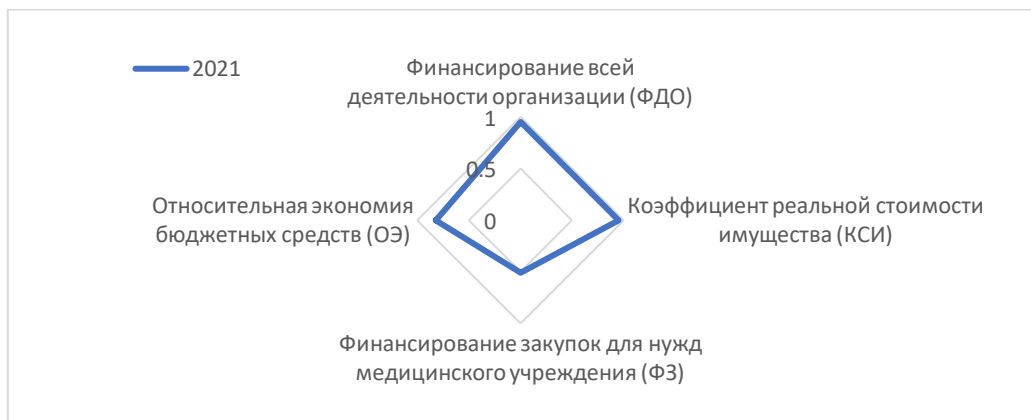 2021
Финансирование всей
деятельности организации (ФДО)
1
0.5
0
Относительная экономия
бюджетных средств (ОЭ)
Коэффициент реальной стоимости
имущества (КСИ)
Финансирование закупок для нужд
медицинского учреждения (ФЗ)